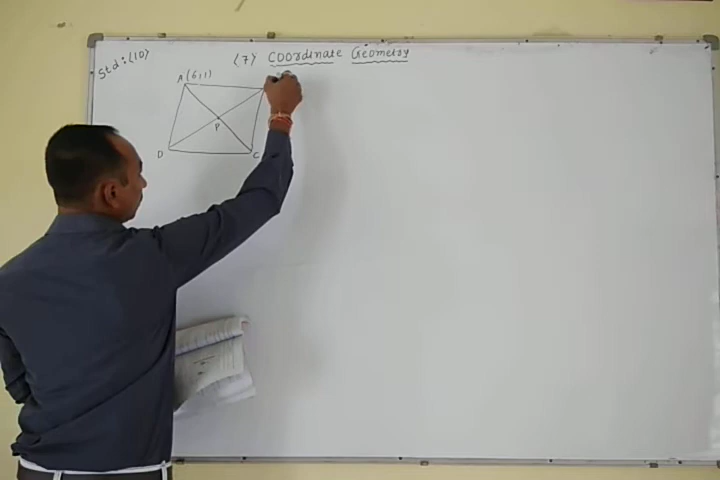 Std:(10)
(7) Coordinate Geometry
A(6,1)
P
D
C